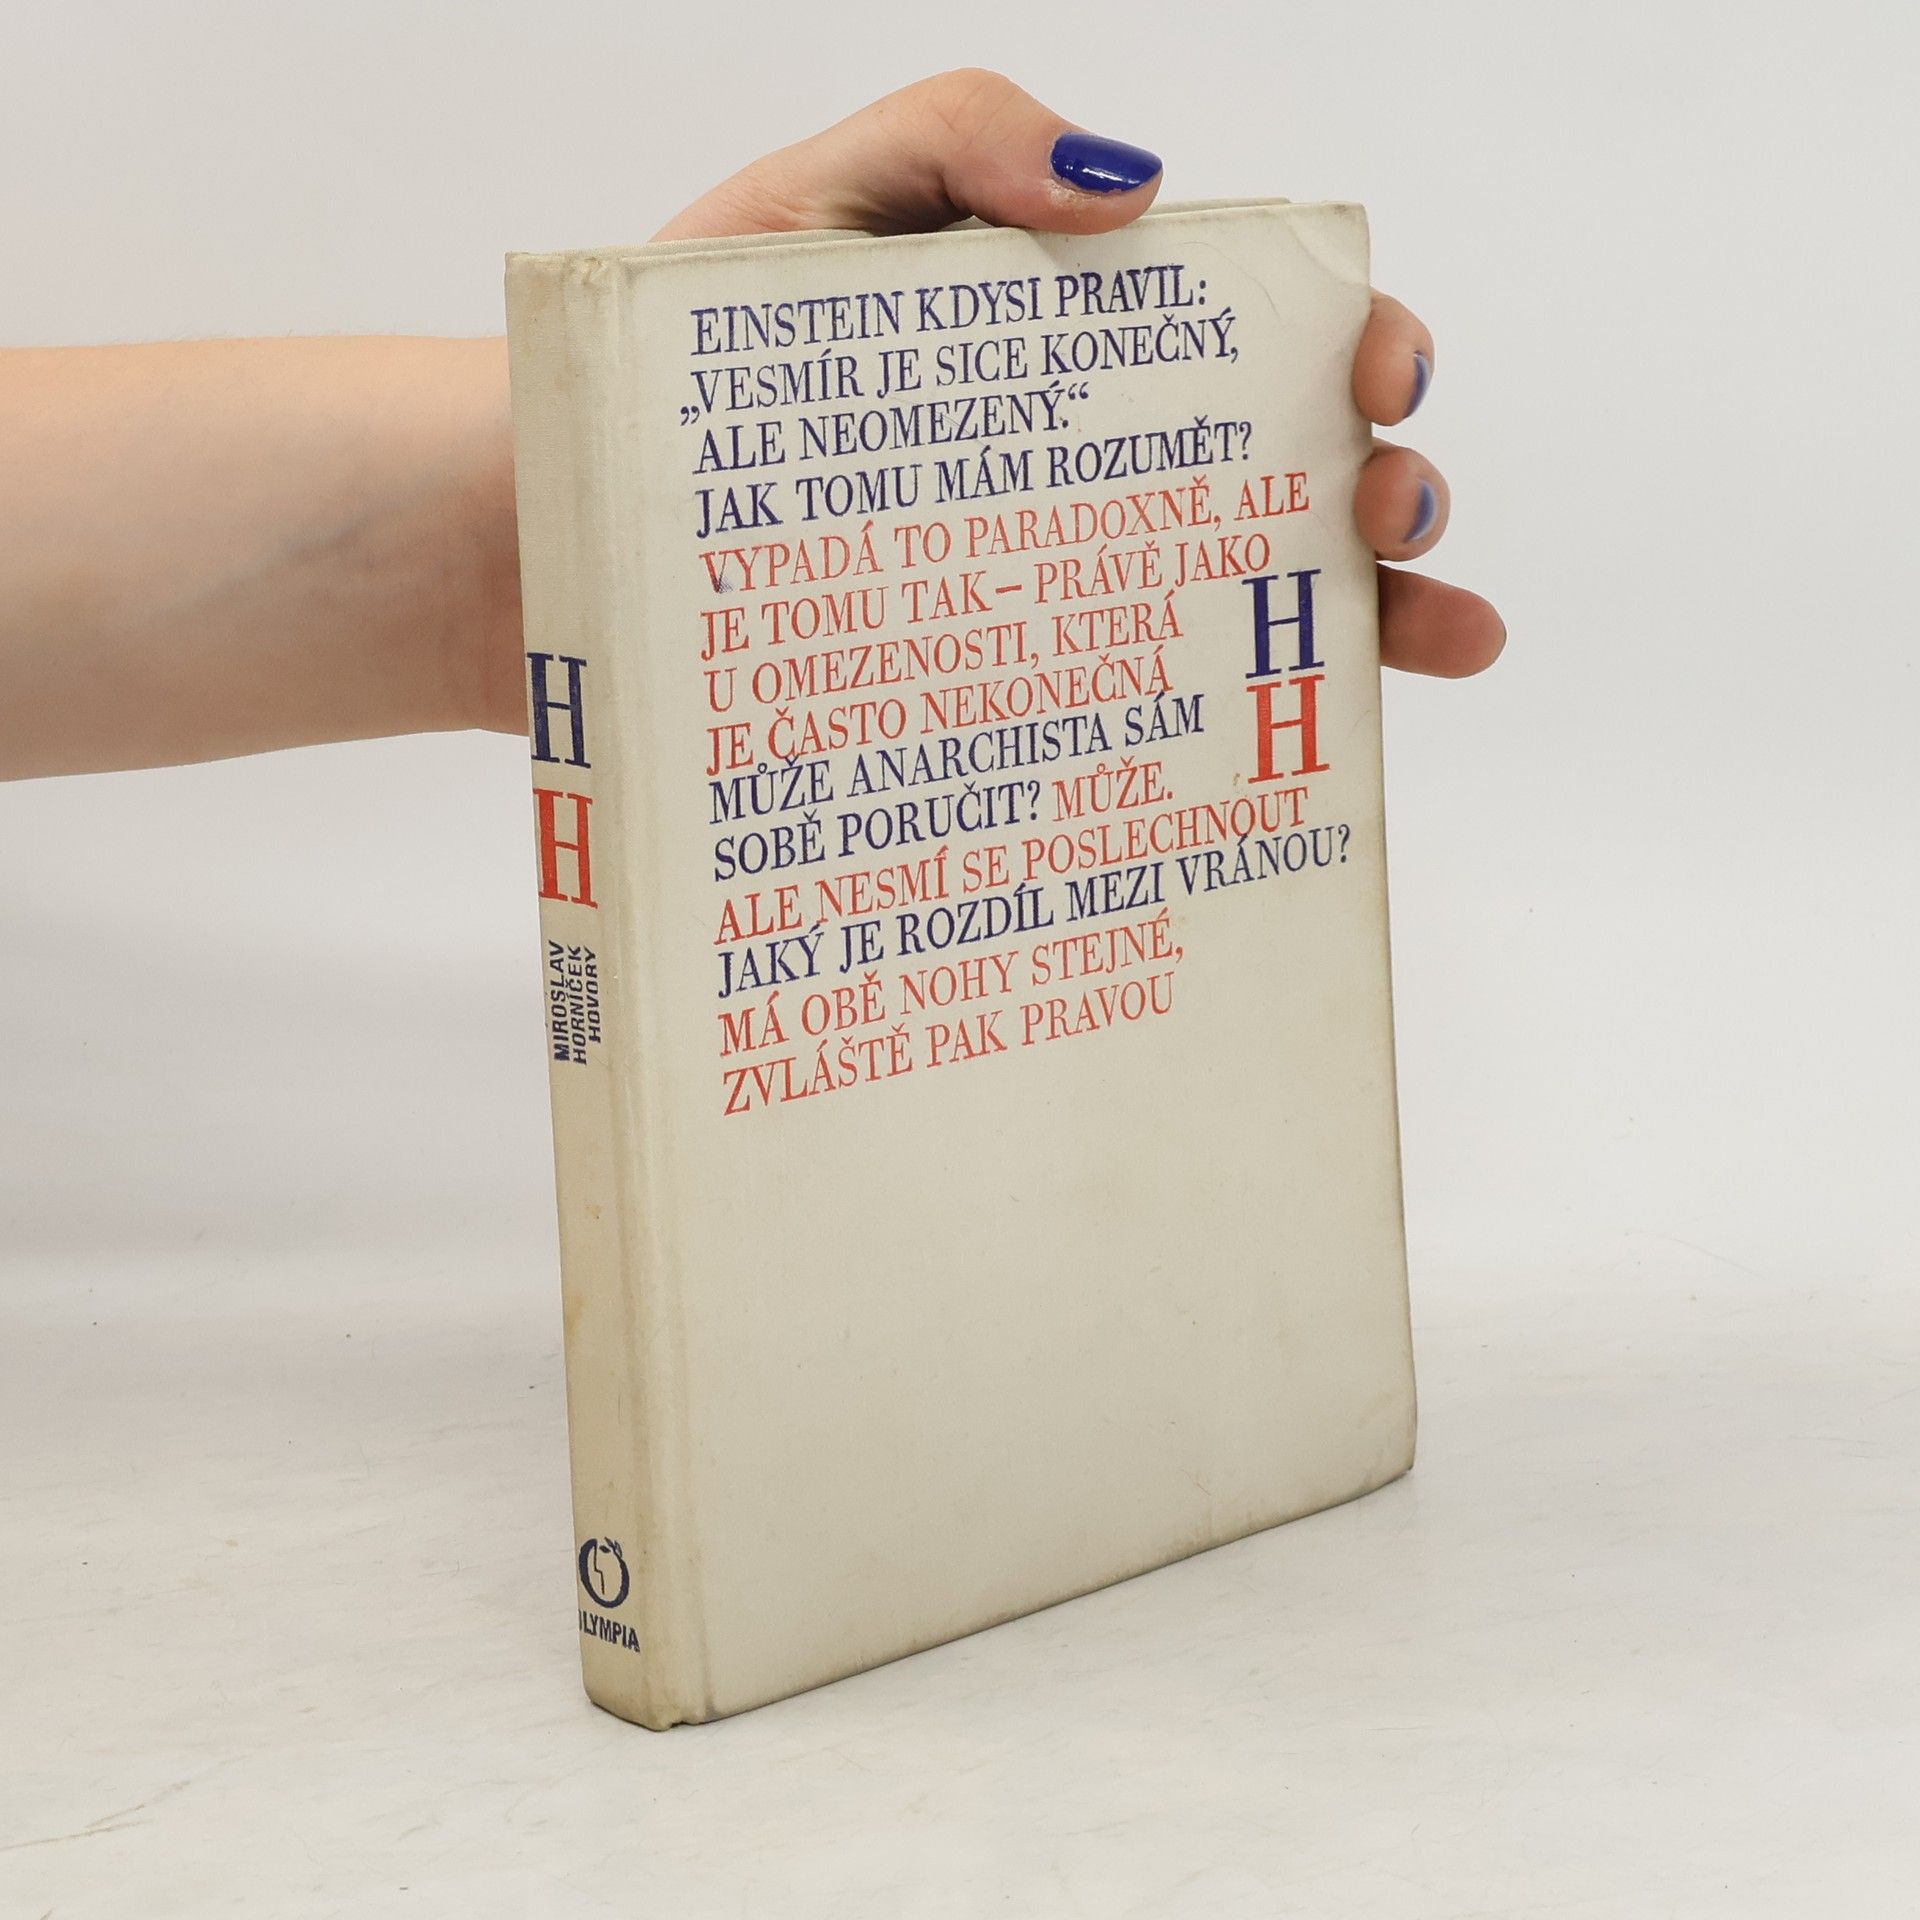 EINSTEIN KDYSI PRAVIL:
„VESMÍR JE SICE KONEČNÝ,
ALE NEOMEZENÝ.“
JAK TOMU MÁM ROZUMĚT?
VYPADÁ TO PARADOXNĚ, ALE
JE TOMU TAK – PRÁVĚ JAKO
U OMEZENOSTI, KTERÁ
JE ČASTO NEKONEČNÁ
MŮŽE ANARCHISTA SÁM
SOBĚ PORUČIT? MŮŽE.
ALE NESMÍ SE POSLECHNOUT
JAKÝ JE ROZDÍL MEZI VRÁNOU?
MÁ OBĚ NOHY STEJNÉ,
ZVLÁŠTĚ PAK PRAVOU
H
H
H
H
MIROSLAV
HORNÍČEK
HOVORY
OLYMPIA